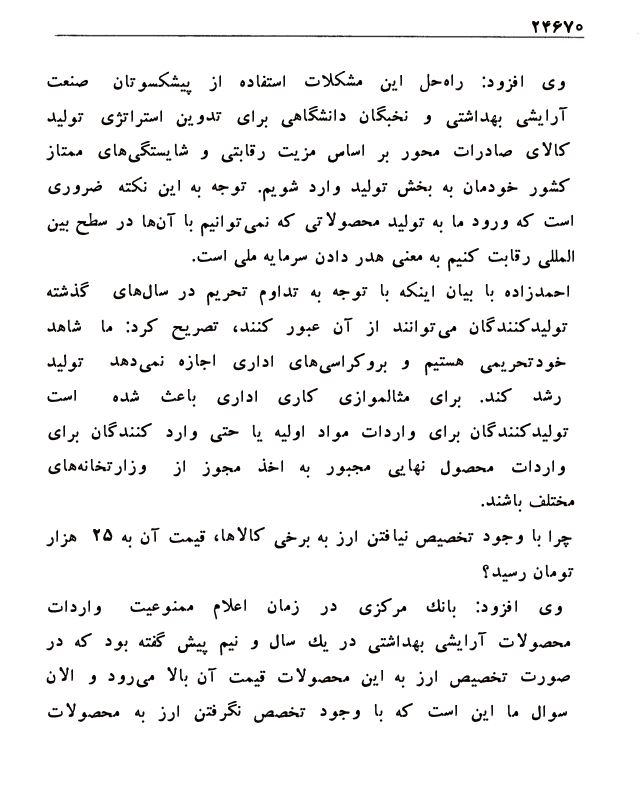 ۲۴۶۷۰
وی افزود: راه‌حل این مشکلات استفاده از پیشکسوتان صنعت
آرایشی بهداشتی و نخبگان دانشگاهی برای تدوین استراتژی تولید
کالای صادرات محور بر اساس مزیت رقابتی و شایستگی‌های ممتاز
کشور خودمان به بخش تولید وارد شویم. توجه به این نکته ضروری
است که ورود ما به تولید محصولاتی که نمی‌توانیم با آن‌ها در سطح بین
المللی رقابت کنیم به معنی هدر دادن سرمایه ملی است.
احمدزاده با بیان اینکه با توجه به تداوم تحریم در سال‌های گذشته
تولیدکنندگان می‌توانند از آن عبور کنند، تصریح کرد: ما شاهد
خودتحریمی هستیم و بروکراسی‌های اداری اجازه نمی‌دهد تولید
رشد کند. برای مثالموازی کاری اداری باعث شده است
تولیدکنندگان برای واردات مواد اولیه یا حتی وارد کنندگان برای
واردات محصول نهایی مجبور به اخذ مجوز از وزارتخانه‌های
مختلف باشند.
چرا با وجود تخصیص نیافتن ارز به برخی کالاها، قیمت آن به ۲۵ هزار
تومان رسید؟
وی افزود: بانک مرکزی در زمان اعلام ممنوعیت واردات
محصولات آرایشی بهداشتی در یک سال و نیم پیش گفته بود که در
صورت تخصیص ارز به این محصولات قیمت آن بالا می‌رود و الان
سوال ما این است که با وجود تخصص نگرفتن ارز به محصولات